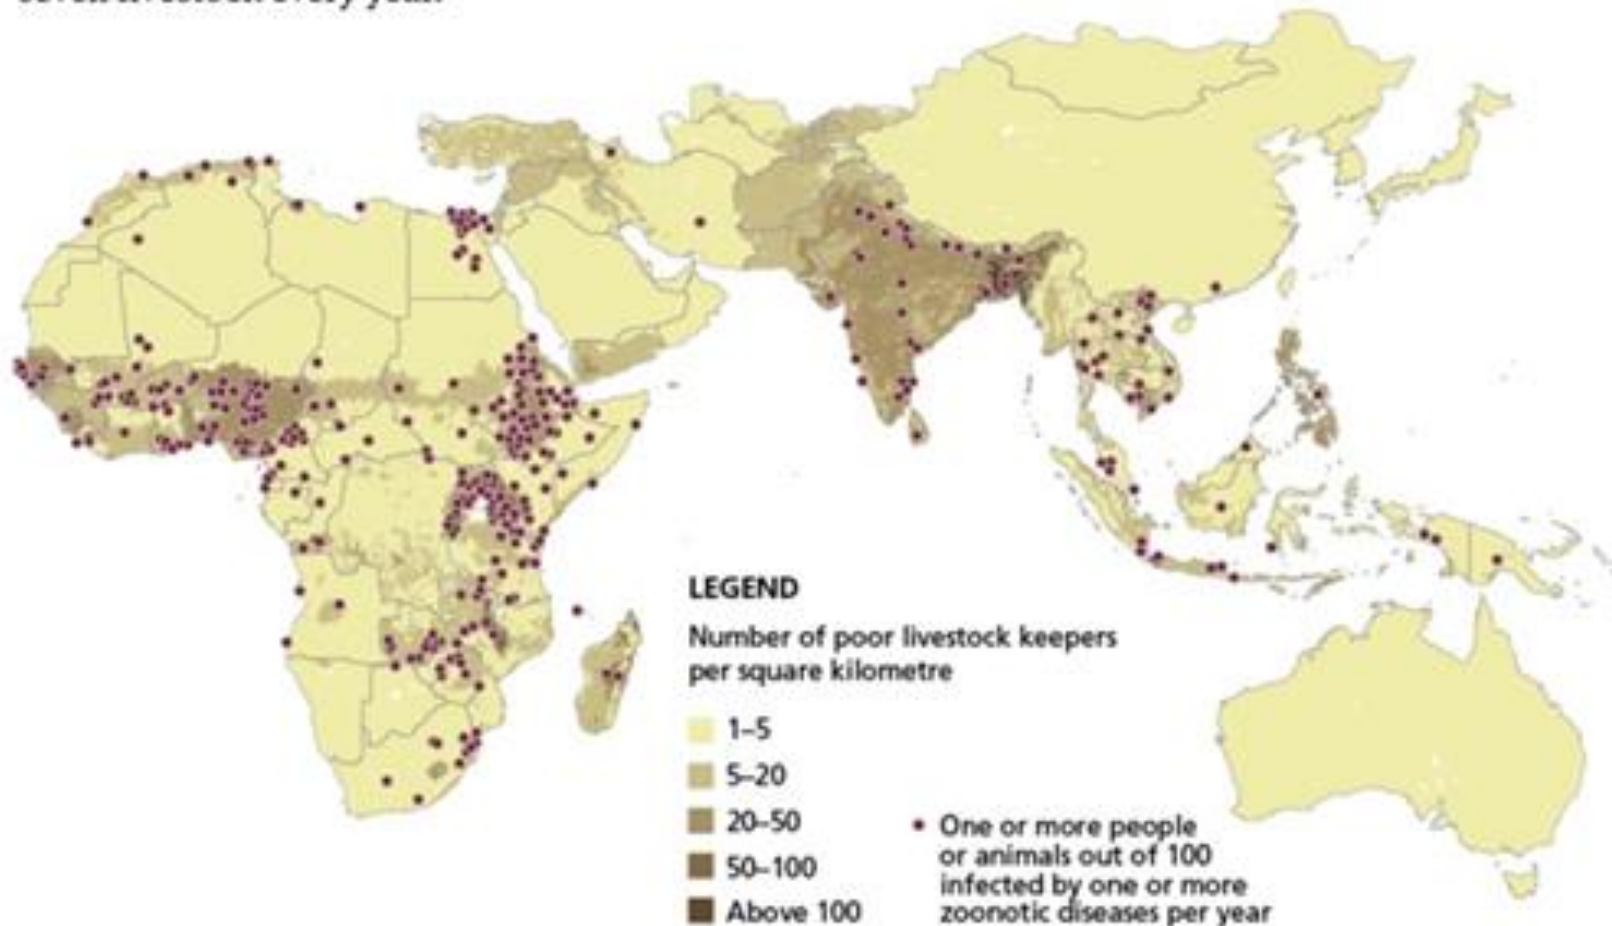 LEGEND
Number of poor livestock keepers
per square kilometre
1–5
5–20
20–50
50–100
Above 100
One or more people
or animals out of 100
infected by one or more
zoonotic diseases per year